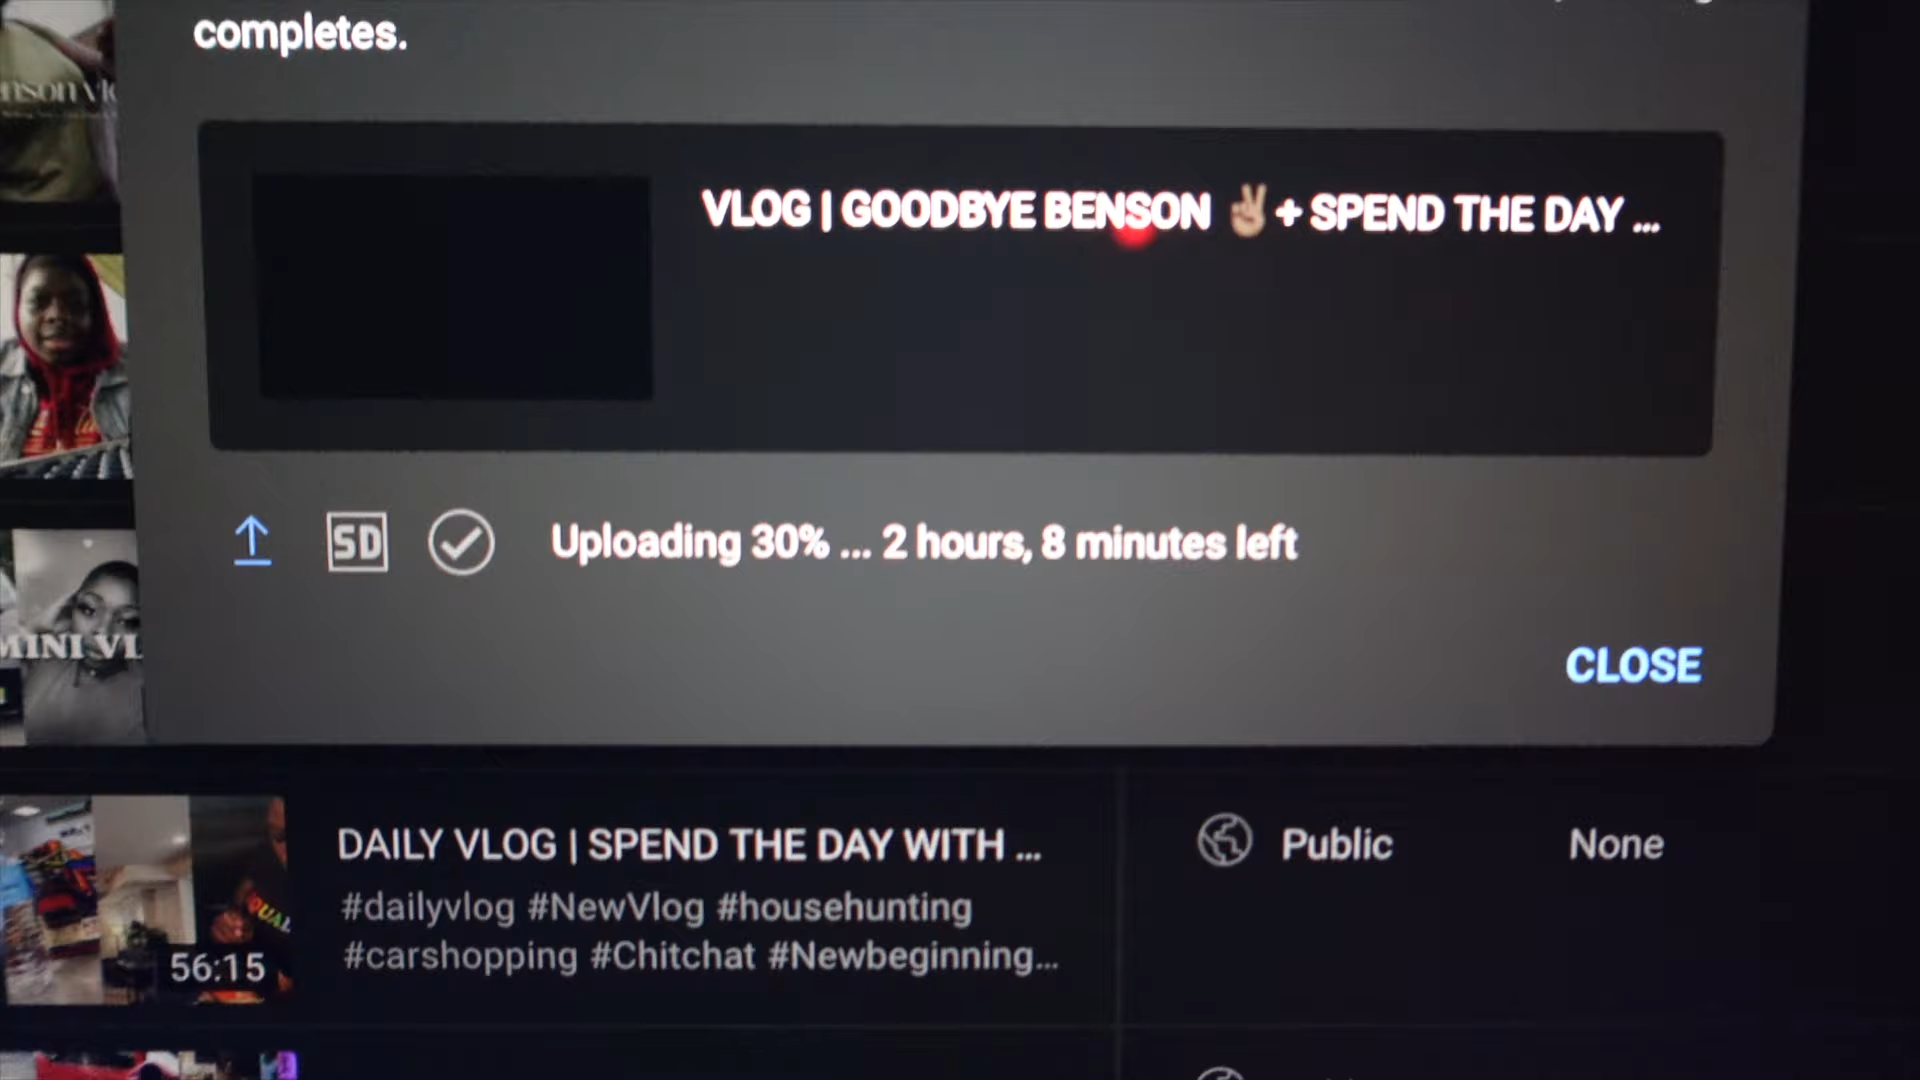 completes.
VLOG | GOODBYE BENSON ✌🏼+ SPEND THE DAY ...
SD
Uploading 30% ... 2 hours, 8 minutes left
CLOSE
MINI VL
DAILY VLOG | SPEND THE DAY WITH ...
#dailyvlog #NewVlog #househunting
#carshopping #Chitchat #Newbeginning...
56:15
Public
None